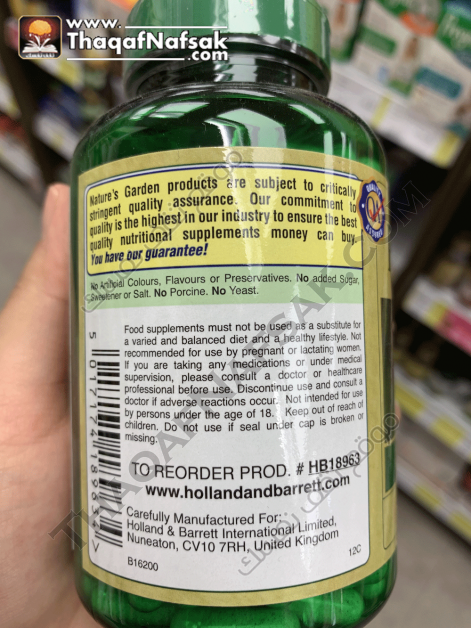 www.
ThaqafNafsak
.com
Nature's Garden products are subject to critically
stringent quality assurance. Our commitment to
quality is the highest in our industry to ensure the best
quality nutritional supplements money can buy.
You have our guarantee!
No Artificial Colours, Flavours or Preservatives. No added Sugar,
Sweetener or Salt. No Porcine. No Yeast.
Food supplements must not be used as a substitute for
a varied and balanced diet and a healthy lifestyle. Not
recommended for use by pregnant or lactating women.
If you are taking any medications or under medical
supervision, please consult a doctor or healthcare
professional before use. Discontinue use and consult a
doctor if adverse reactions occur. Not intended for use
by persons under the age of 18. Keep out of reach of
children. Do not use if seal under cap is broken or
missing.
TO REORDER PROD. # HB18963
www.hollandandbarrett.com
Carefully Manufactured For:
Holland & Barrett International Limited,
Nuneaton, CV10 7RH, United Kingdom
B16200
12C
THAQAFNAFSAK.COM